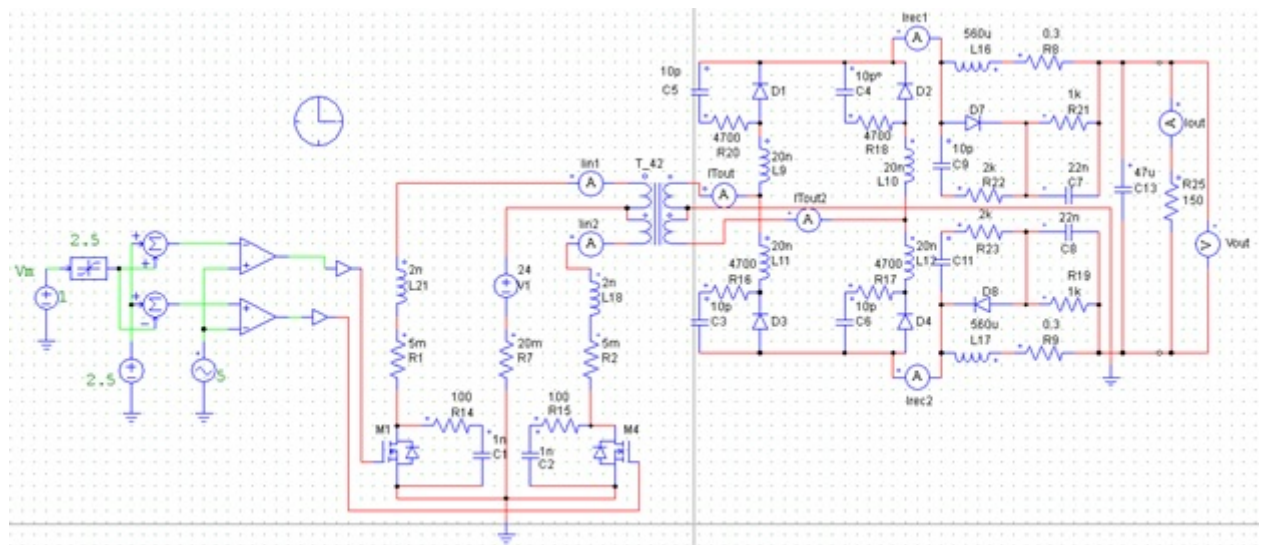 Irec1
A
560u
L16
0.3
R8
10p
C5
D1
10p
C4
D2
4700
R20
4700
R18
D7
1k
R21
A
Iout
20n
L9
20n
L10
10p
C9
2k
R22
22n
C7
47u
C13
R25
150
Iin1
A
T_42
ITout
A
ITout2
A
Iin2
A
2.5
Vm
1
Σ
Σ
2.5
5
2n
L21
24
V1
2n
L18
5m
R1
20m
R7
5m
R2
20n
L11
4700
R16
10p
C3
D3
20n
L12
4700
R17
10p
C6
D4
C11
2k
R23
22n
C8
D8
R19
1k
560u
L17
0.3
R9
V
Vout
A
Irec2
100
R14
1n
C1
M1
100
R15
1n
C2
M4